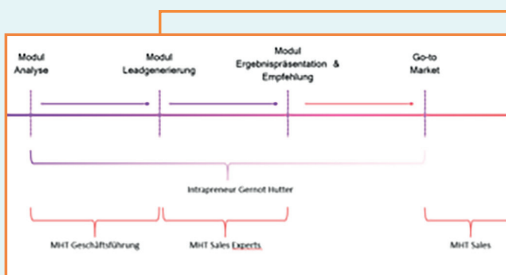 Modul
Analyse
Modul
Leadgenerierung
Modul
Ergebnispräsentation &
Empfehlung
Go-to
Market
Intrapreneur Gernot Hutter
MHT Geschäftsführung
MHT Sales Experts
MHT Sales